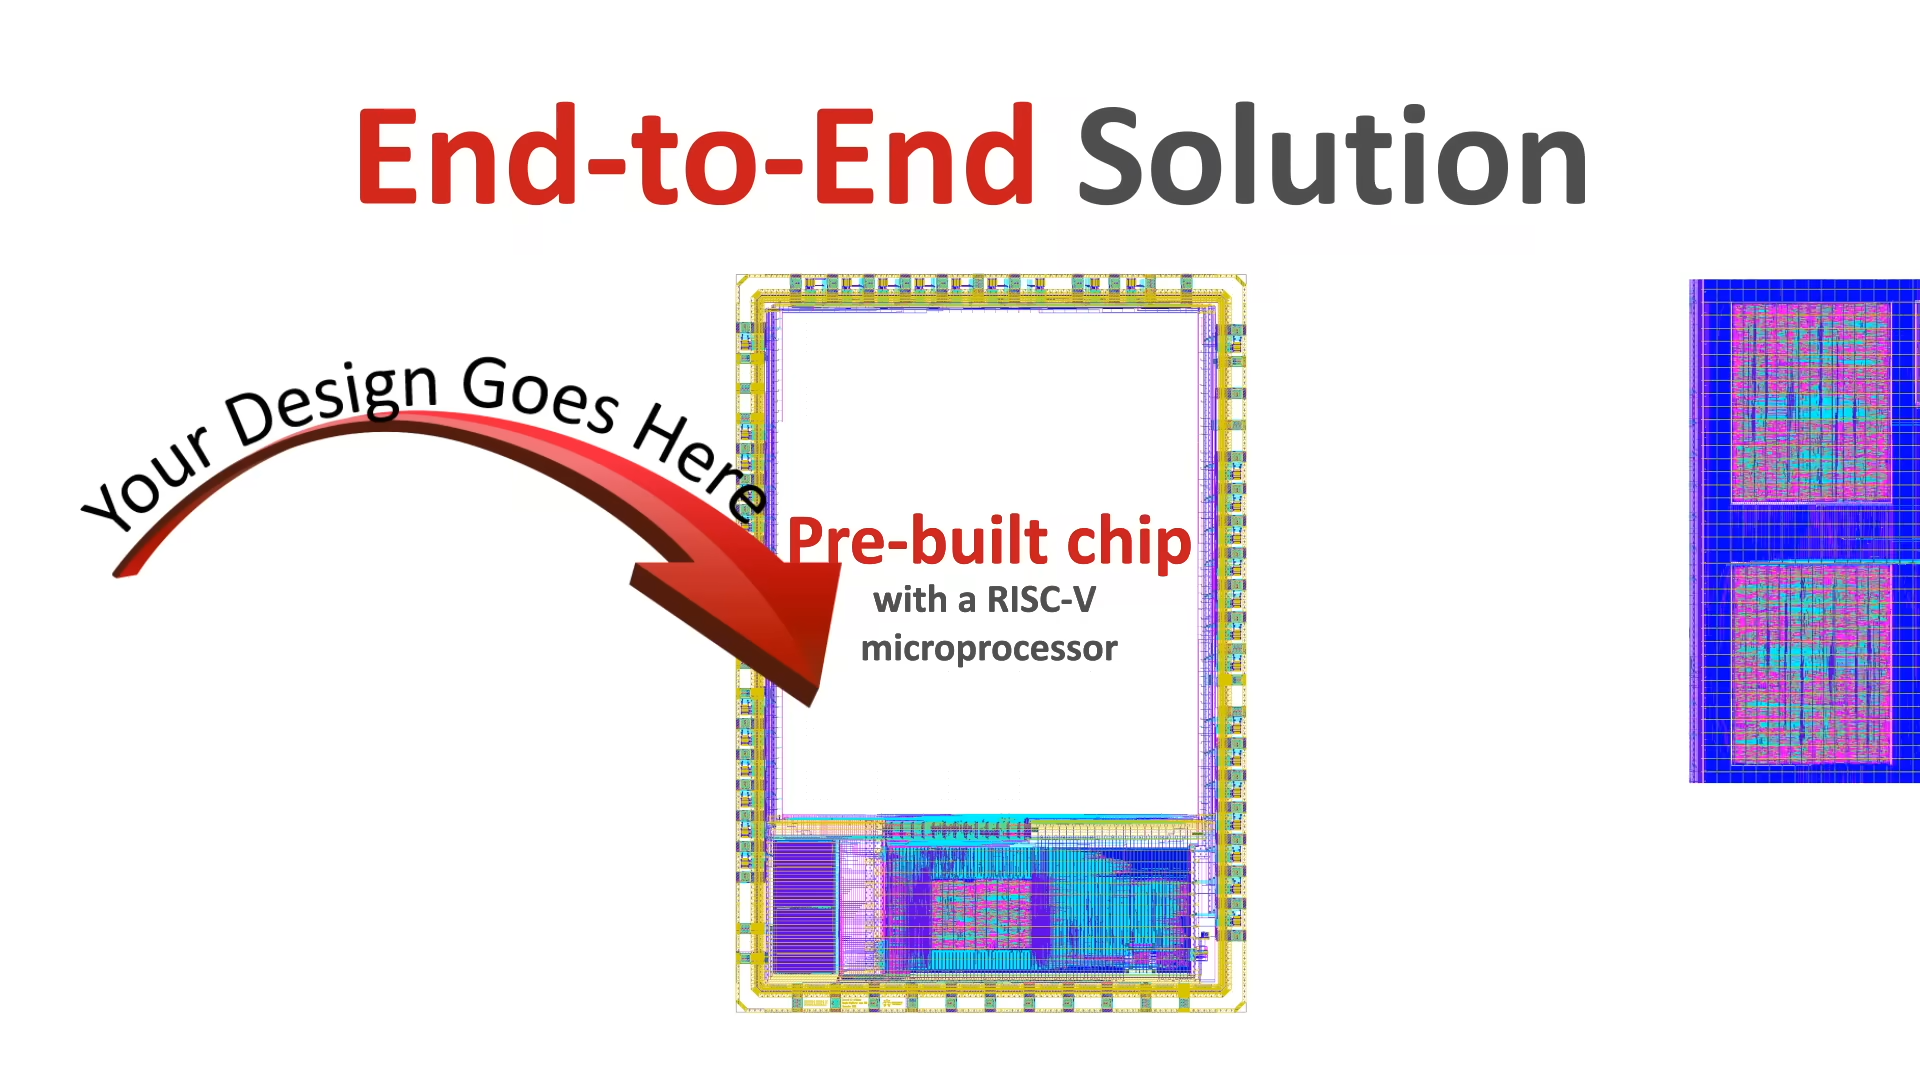 End-to-End Solution
Your Design Goes Here
Pre-built chip
with a RISC-V
microprocessor